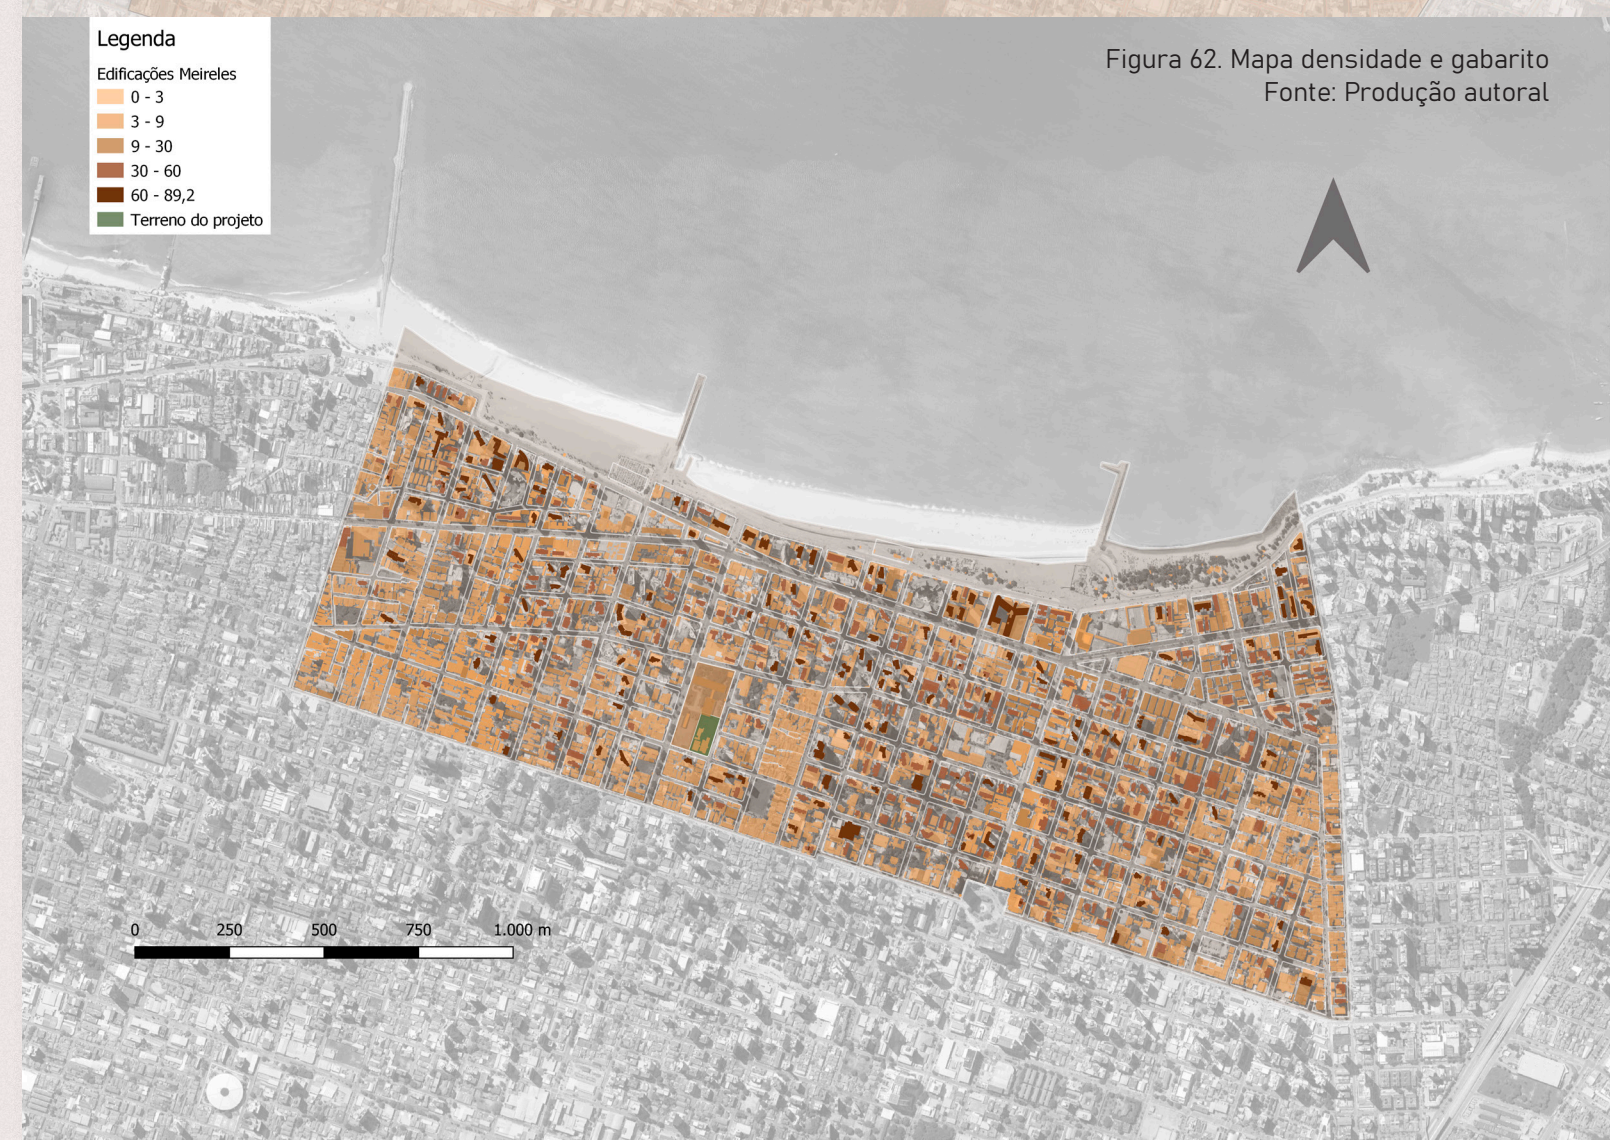 Legenda
Edificações Meireles
0 - 3
3 - 9
9 - 30
30 - 60
60 - 89,2
Terreno do projeto
Figura 62. Mapa densidade e gabarito
Fonte: Produção autoral
0 250 500 750 1.000 m